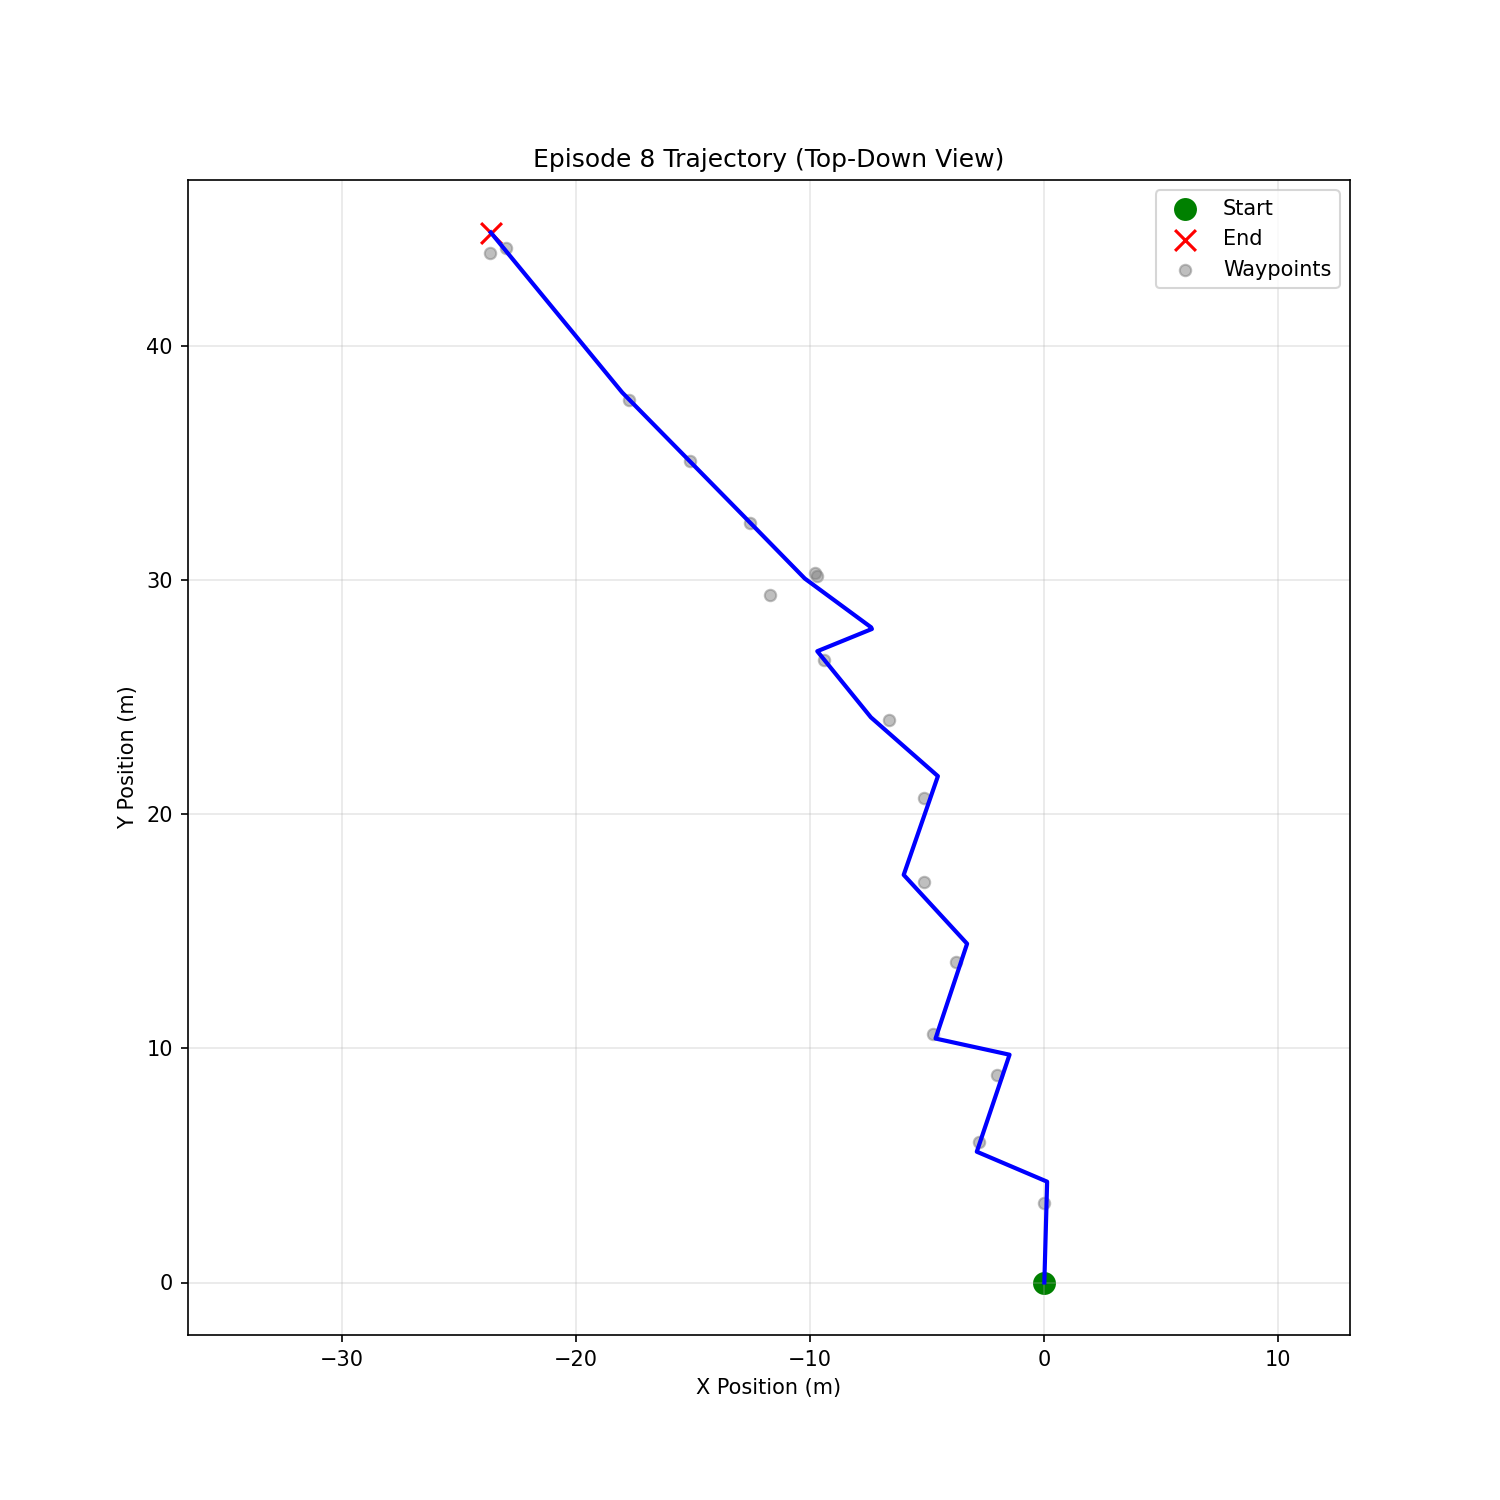 Episode 8 Trajectory (Top-Down View)
Start
End
Waypoints
40
30
20
10
0
Y Position (m)
−30
−20
−10
0
10
X Position (m)